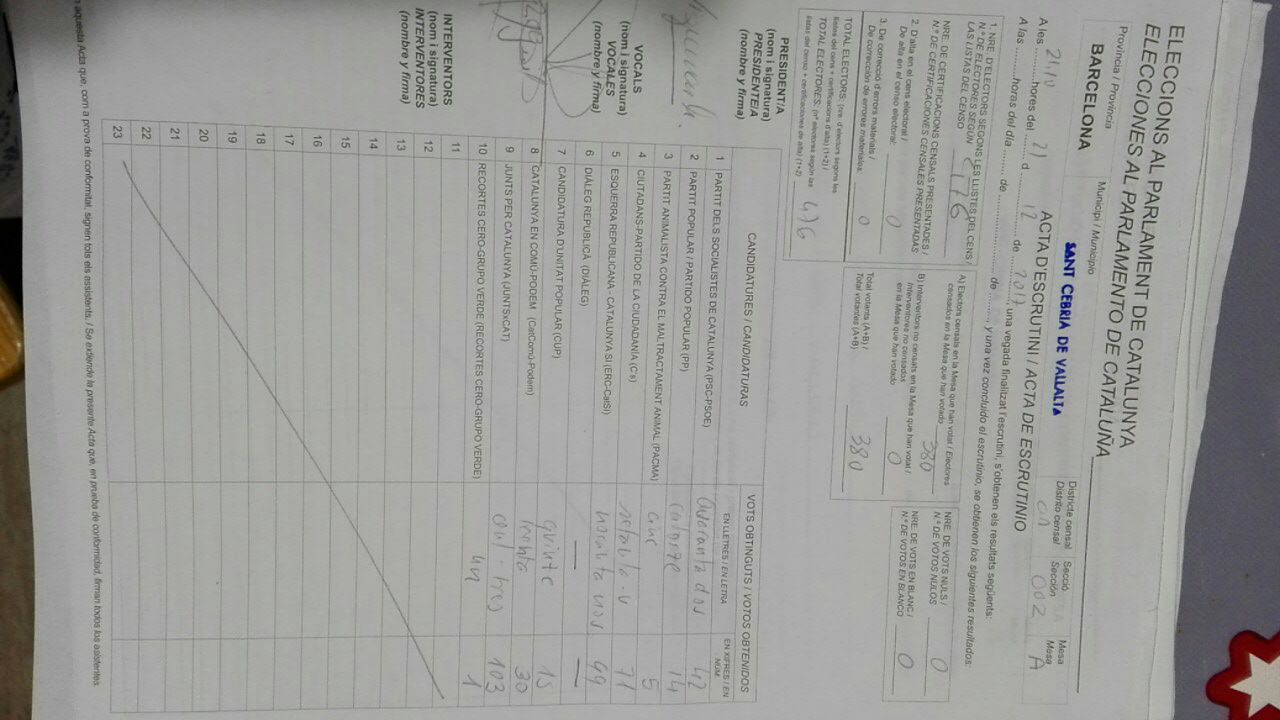 ELECCIONS AL PARLAMENT DE CATALUNYA
ELECCIONES AL PARLAMENTO DE CATALUÑA
Província / Provincia
BARCELONA
Municipi / Municipio
SANT CEBRIÀ DE VALLALTA
Districte censal
Distrito censal
Secció
Sección
002
Mesa
Mesa
A
ACTA D'ESCRUTINI / ACTA DE ESCRUTINIO
A les ... hores del 21 d 12 de 2017, una vegada finalitzat l'escrutini, s'obtenen els resultats següents:
A las ... horas del día ... de ... de ... y una vez concluido el escrutinio, se obtienen los siguientes resultados:
1. NRE D'ELECTORS SEGONS LES LLISTES DEL CENS /
N.º DE ELECTORES SEGÚN
LAS LISTAS DEL CENSO 476
NRE. DE CERTIFICACIONS CENSALS PRESENTADES /
N.º DE CERTIFICACIONES CENSALES PRESENTADAS
2. D'alta en el cens electoral /
De alta en el censo electoral: 0
3. De correcció d'errors materials /
De corrección de errores materiales: 0
TOTAL ELECTORS: (nre. d'electors segons les
llistes del cens + certificacions d'alta) (1+2) /
TOTAL ELECTORES: (nº electores según las
listas del censo + certificaciones de alta) (1+2) 476
A) Electors censats en la Mesa que han votat / Electores
censados en la Mesa que han votado 380
B) Interventors no censats en la Mesa que han votat /
Interventores no censados
en la Mesa que han votado 0
Total votants (A+B) /
Total votantes (A+B) 380
NRE. DE VOTS NULS /
N.º DE VOTOS NULOS 0
NRE. DE VOTS EN BLANC /
N.º DE VOTOS EN BLANCO 0
PRESIDENT/A
(nom i signatura)
PRESIDENTE/A
(nombre y firma)
VOCALS
(nom i signatura)
VOCALES
(nombre y firma)
INTERVENTORS
(nom i signatura)
INTERVENTORES
(nombre y firma)
CANDIDATURES / CANDIDATURAS
VOTS OBTINGUTS / VOTOS OBTENIDOS
EN LLETRES / EN LETRA
EN XIFRES / EN NÚM.
1 PARTIT DELS SOCIALISTES DE CATALUNYA (PSC-PSOE) Quaranta dos 42
2 PARTIT POPULAR / PARTIDO POPULAR (PP) catorze 14
3 PARTIT ANIMALISTA CONTRA EL MALTRACTAMENT ANIMAL (PACMA) cinc 5
4 CIUTADANS-PARTIDO DE LA CIUDADANÍA (C's) 71
5 ESQUERRA REPUBLICANA - CATALUNYA SÍ (ERC-CatSí) 99
6 DIÀLEG REPUBLICÀ (DIÀLEG) — —
7 CANDIDATURA D'UNITAT POPULAR (CUP) quinze 15
8 CATALUNYA EN COMÚ-PODEM (CatComú-Podem) trenta 30
9 JUNTS PER CATALUNYA (JUNTSxCAT) cent tres 103
10 RECORTES CERO-GRUPO VERDE (RECORTES CERO-GRUPO VERDE) un 1
11
12
13
14
15
16
17
18
19
20
21
22
23
aquesta Acta que, com a prova de conformitat, signen tots els assistents. / Se extiende la presente Acta que, en prueba de conformidad, firman todos los asistentes.